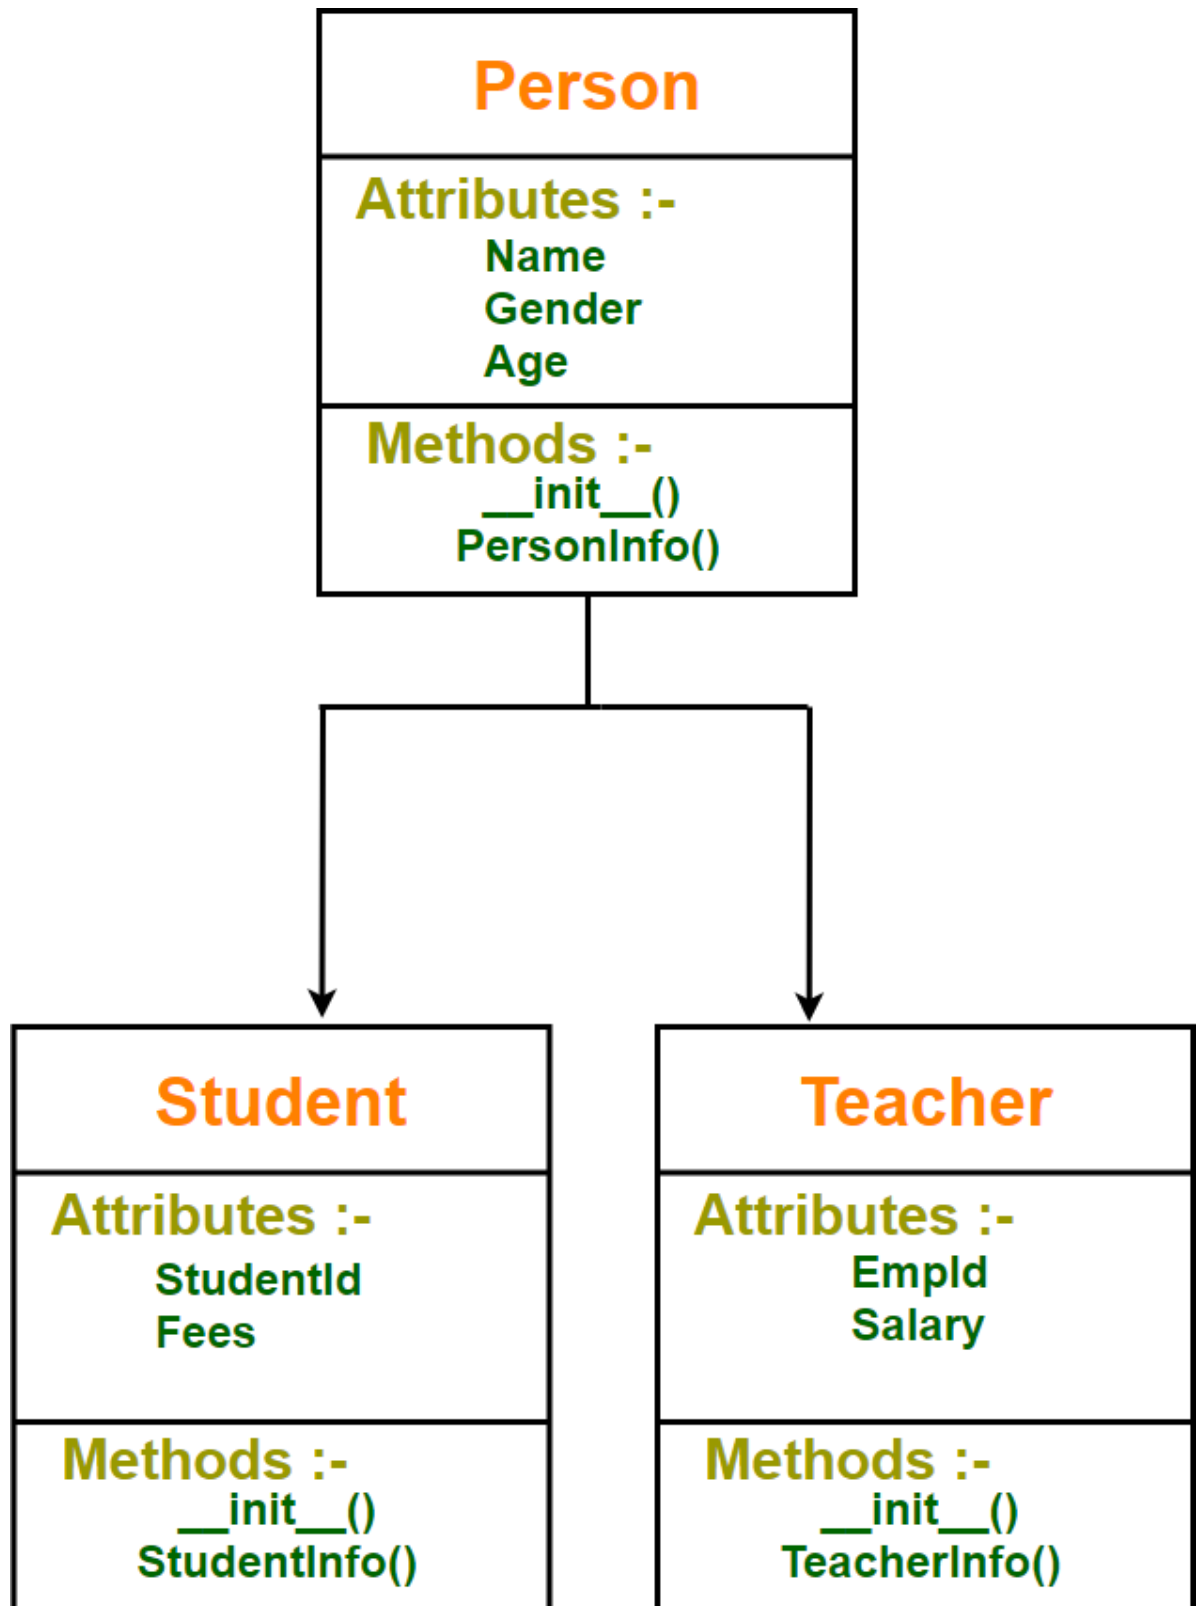 Person
Attributes :-
Name
Gender
Age
Methods :-
__init__()
PersonInfo()
Student
Attributes :-
StudentId
Fees
Methods :-
__init__()
StudentInfo()
Teacher
Attributes :-
EmpId
Salary
Methods :-
__init__()
TeacherInfo()